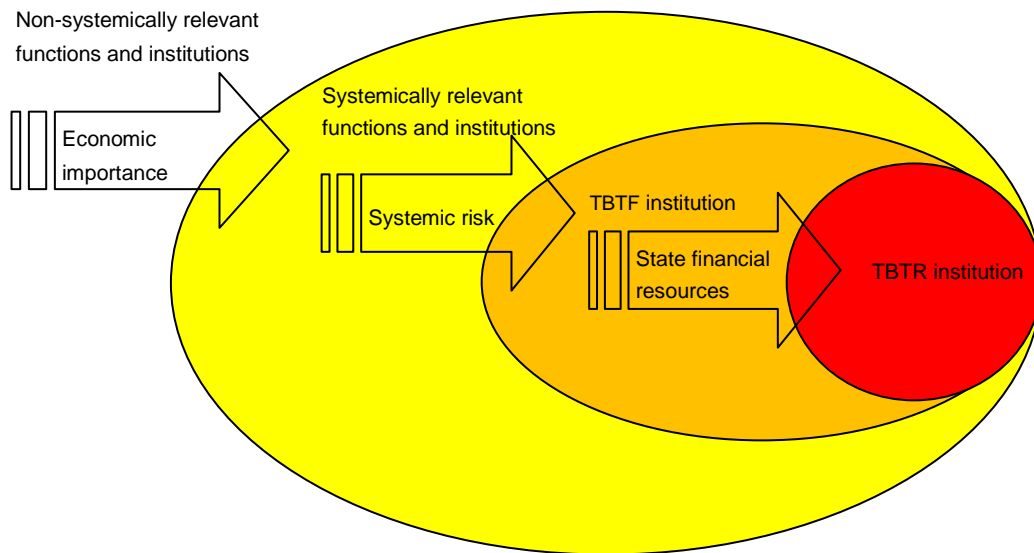 Non-systemically relevant
functions and institutions
Economic
importance
Systemically relevant
functions and institutions
Systemic risk
TBTF institution
State financial
resources
TBTR institution